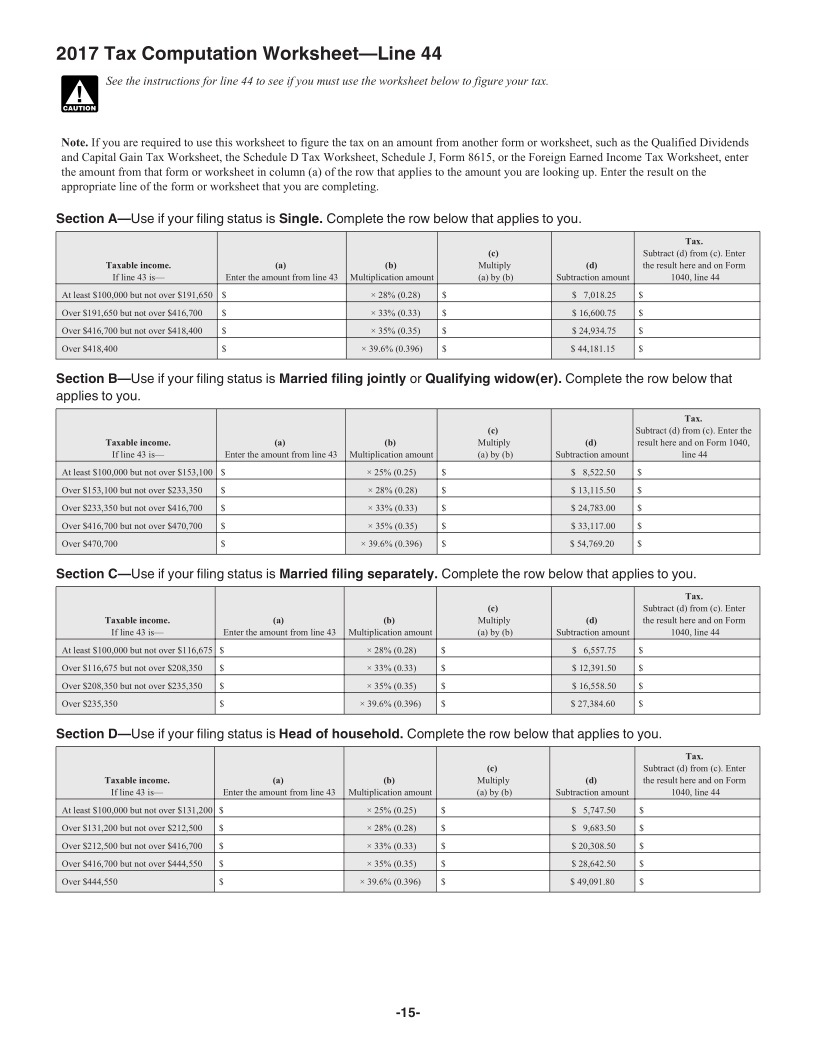 2017 Tax Computation Worksheet—Line 44
CAUTION
See the instructions for line 44 to see if you must use the worksheet below to figure your tax.
Note. If you are required to use this worksheet to figure the tax on an amount from another form or worksheet, such as the Qualified Dividends
and Capital Gain Tax Worksheet, the Schedule D Tax Worksheet, Schedule J, Form 8615, or the Foreign Earned Income Tax Worksheet, enter
the amount from that form or worksheet in column (a) of the row that applies to the amount you are looking up. Enter the result on the
appropriate line of the form or worksheet that you are completing.
Section A—Use if your filing status is Single. Complete the row below that applies to you.
Taxable income.
If line 43 is—
(a)
Enter the amount from line 43
(b)
Multiplication amount
(c)
Multiply
(a) by (b)
(d)
Subtraction amount
Tax.
Subtract (d) from (c). Enter
the result here and on Form
1040, line 44
At least $100,000 but not over $191,650 $ × 28% (0.28) $ $ 7,018.25 $
Over $191,650 but not over $416,700 $ × 33% (0.33) $ $ 16,600.75 $
Over $416,700 but not over $418,400 $ × 35% (0.35) $ $ 24,934.75 $
Over $418,400 $ × 39.6% (0.396) $ $ 44,181.15 $
Section B—Use if your filing status is Married filing jointly or Qualifying widow(er). Complete the row below that
applies to you.
Taxable income.
If line 43 is—
(a)
Enter the amount from line 43
(b)
Multiplication amount
(c)
Multiply
(a) by (b)
(d)
Subtraction amount
Tax.
Subtract (d) from (c). Enter the
result here and on Form 1040,
line 44
At least $100,000 but not over $153,100 $ × 25% (0.25) $ $ 8,522.50 $
Over $153,100 but not over $233,350 $ × 28% (0.28) $ $ 13,115.50 $
Over $233,350 but not over $416,700 $ × 33% (0.33) $ $ 24,783.00 $
Over $416,700 but not over $470,700 $ × 35% (0.35) $ $ 33,117.00 $
Over $470,700 $ × 39.6% (0.396) $ $ 54,769.20 $
Section C—Use if your filing status is Married filing separately. Complete the row below that applies to you.
Taxable income.
If line 43 is—
(a)
Enter the amount from line 43
(b)
Multiplication amount
(c)
Multiply
(a) by (b)
(d)
Subtraction amount
Tax.
Subtract (d) from (c). Enter
the result here and on Form
1040, line 44
At least $100,000 but not over $116,675 $ × 28% (0.28) $ $ 6,557.75 $
Over $116,675 but not over $208,350 $ × 33% (0.33) $ $ 12,391.50 $
Over $208,350 but not over $235,350 $ × 35% (0.35) $ $ 16,558.50 $
Over $235,350 $ × 39.6% (0.396) $ $ 27,384.60 $
Section D—Use if your filing status is Head of household. Complete the row below that applies to you.
Taxable income.
If line 43 is—
(a)
Enter the amount from line 43
(b)
Multiplication amount
(c)
Multiply
(a) by (b)
(d)
Subtraction amount
Tax.
Subtract (d) from (c). Enter
the result here and on Form
1040, line 44
At least $100,000 but not over $131,200 $ × 25% (0.25) $ $ 5,747.50 $
Over $131,200 but not over $212,500 $ × 28% (0.28) $ $ 9,683.50 $
Over $212,500 but not over $416,700 $ × 33% (0.33) $ $ 20,308.50 $
Over $416,700 but not over $444,550 $ × 35% (0.35) $ $ 28,642.50 $
Over $444,550 $ × 39.6% (0.396) $ $ 49,091.80 $
-15-